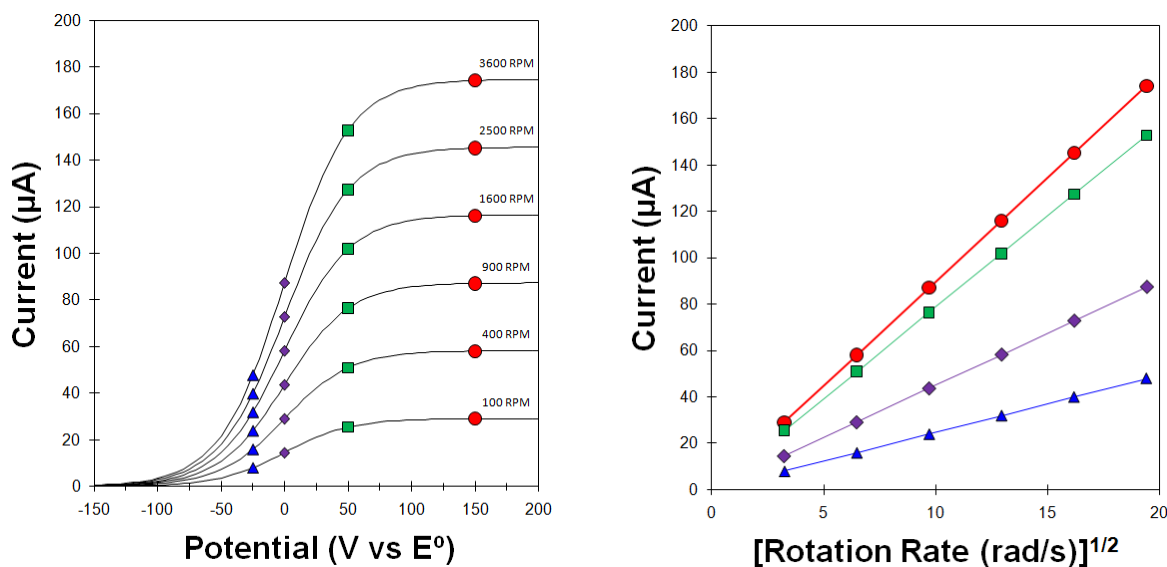 200
180
160
140
120
100
80
60
40
20
0
Current (µA)
3600 RPM
2500 RPM
1600 RPM
900 RPM
400 RPM
100 RPM
-150 -100 -50 0 50 100 150 200
Potential (V vs Eº)
200
180
160
140
120
100
80
60
40
20
0
Current (µA)
0 5 10 15 20
[Rotation Rate (rad/s)]¹ᐟ²